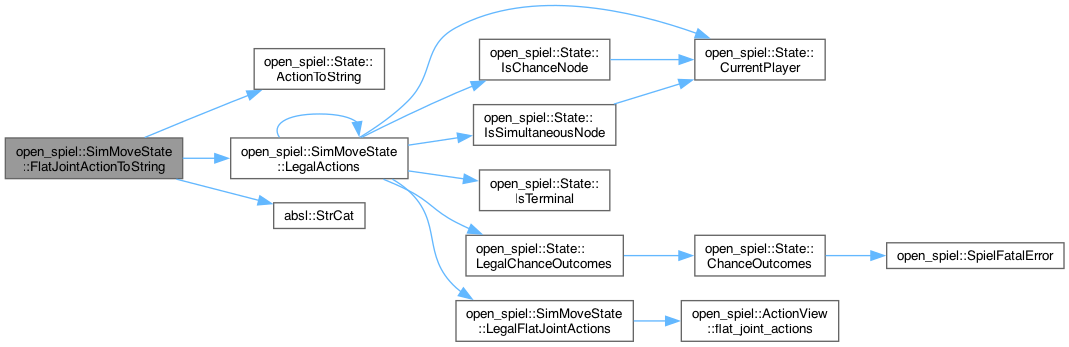 open_spiel::SimMoveState
::FlatJointActionToString
open_spiel::State::
ActionToString
open_spiel::SimMoveState
::LegalActions
absl::StrCat
open_spiel::State::
IsChanceNode
open_spiel::State::
IsSimultaneousNode
open_spiel::State::
IsTerminal
open_spiel::State::
LegalChanceOutcomes
open_spiel::SimMoveState
::LegalFlatJointActions
open_spiel::State::
CurrentPlayer
open_spiel::State::
ChanceOutcomes
open_spiel::ActionView
::flat_joint_actions
open_spiel::SpielFatalError